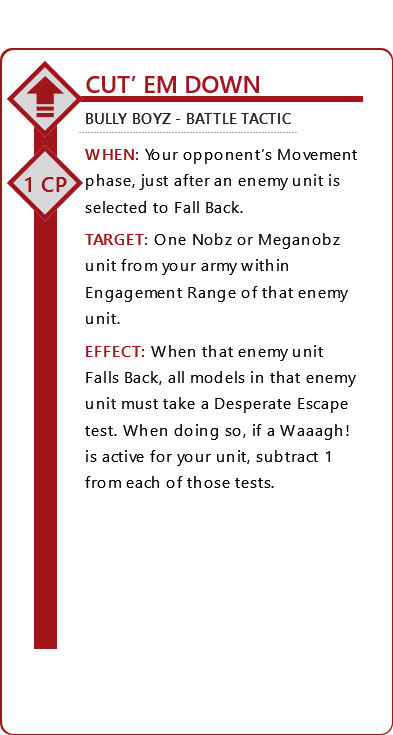 CUT’ EM DOWN
BULLY BOYZ - BATTLE TACTIC
1 CP
WHEN: Your opponent’s Movement
phase, just after an enemy unit is
selected to Fall Back.
TARGET: One Nobz or Meganobz
unit from your army within
Engagement Range of that enemy
unit.
EFFECT: When that enemy unit
Falls Back, all models in that enemy
unit must take a Desperate Escape
test. When doing so, if a Waaagh!
is active for your unit, subtract 1
from each of those tests.